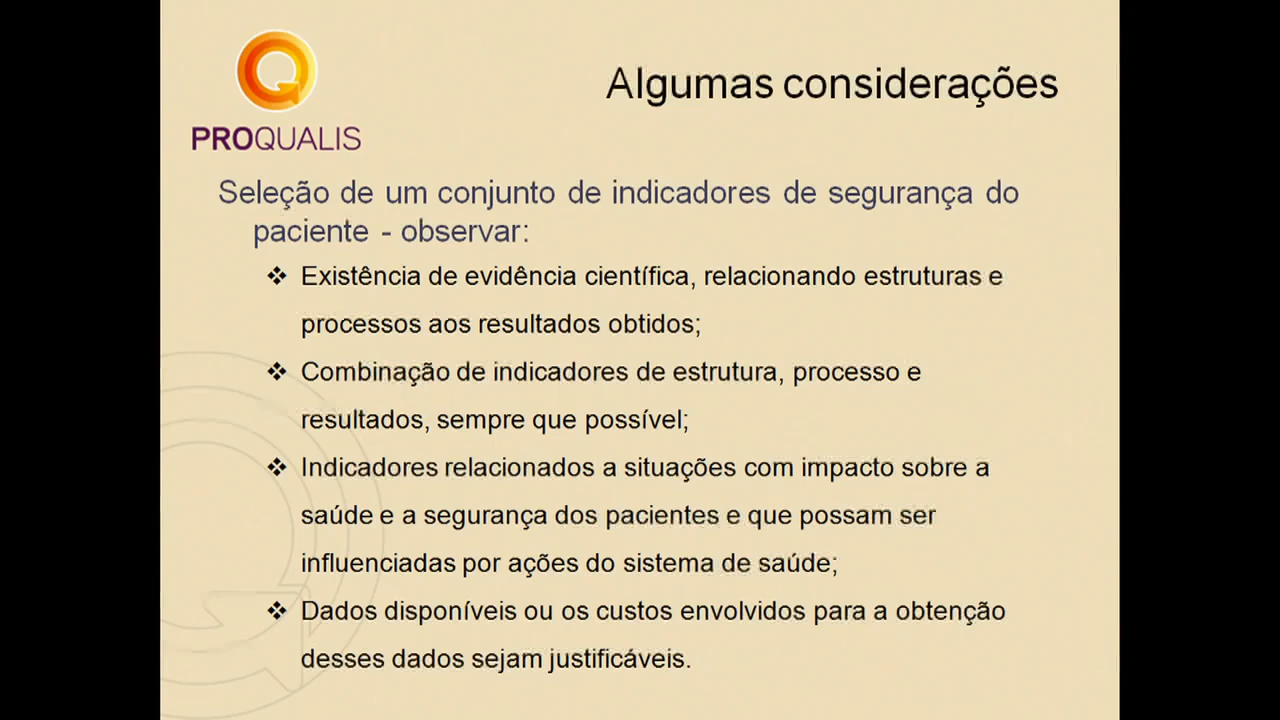 Algumas considerações
PROQUALIS
Seleção de um conjunto de indicadores de segurança do
paciente - observar:
❖ Existência de evidência científica, relacionando estruturas e
processos aos resultados obtidos;
❖ Combinação de indicadores de estrutura, processo e
resultados, sempre que possível;
❖ Indicadores relacionados a situações com impacto sobre a
saúde e a segurança dos pacientes e que possam ser
influenciadas por ações do sistema de saúde;
❖ Dados disponíveis ou os custos envolvidos para a obtenção
desses dados sejam justificáveis.